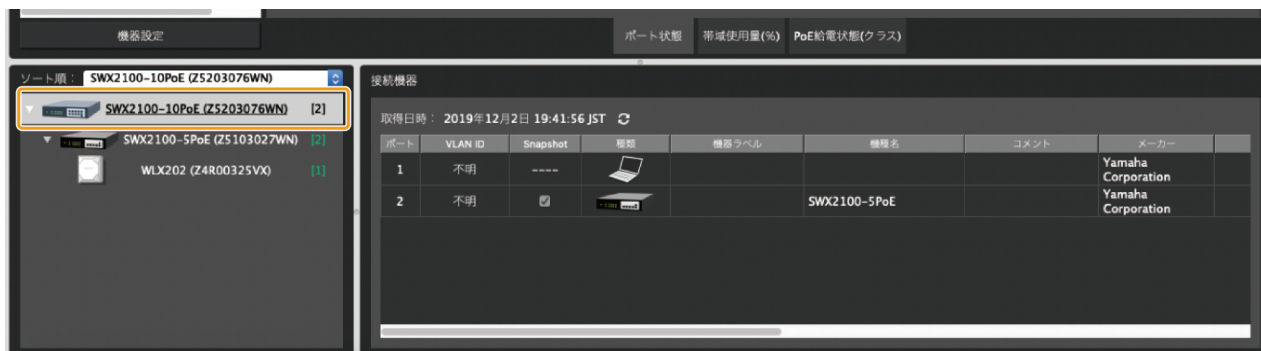 機器設定
ポート状態 帯域使用量(%) PoE給電状態(クラス)
ソート順： SWX2100-10PoE (Z5203076WN)
SWX2100-10PoE (Z5203076WN) [2]
SWX2100-5PoE (Z5103027WN) [2]
WLX202 (Z4R00325VX) [1]
接続機器
取得日時： 2019年12月2日 19:41:56 JST
ポート VLAN ID Snapshot 種類 機器ラベル 機種名 コメント メーカー
1 不明 ---- Yamaha Corporation
2 不明 SWX2100-5PoE Yamaha Corporation